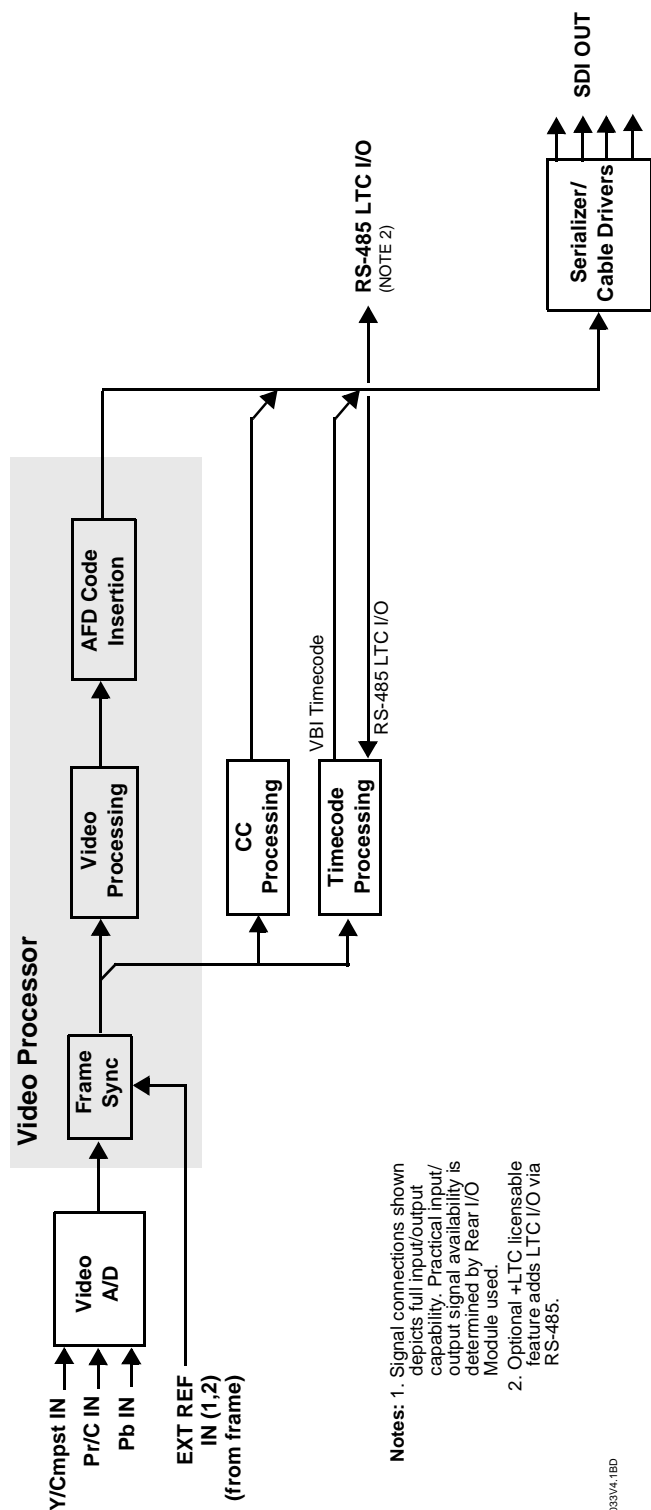 Y/Cmpst IN
Pr/C IN
Pb IN
EXT REF
IN (1,2)
(from frame)
Video
A/D
Video Processor
Frame
Sync
Video
Processing
AFD Code
Insertion
CC
Processing
Timecode
Processing
VBI Timecode
RS-485 LTC I/O
RS-485 LTC I/O
(NOTE 2)
Serializer/
Cable Drivers
SDI OUT
Notes: 1. Signal connections shown
depicts full input/output
capability. Practical input/
output signal availability is
determined by Rear I/O
Module used.
2. Optional +LTC licensable
feature adds LTC I/O via
RS-485.
033V4.1BD